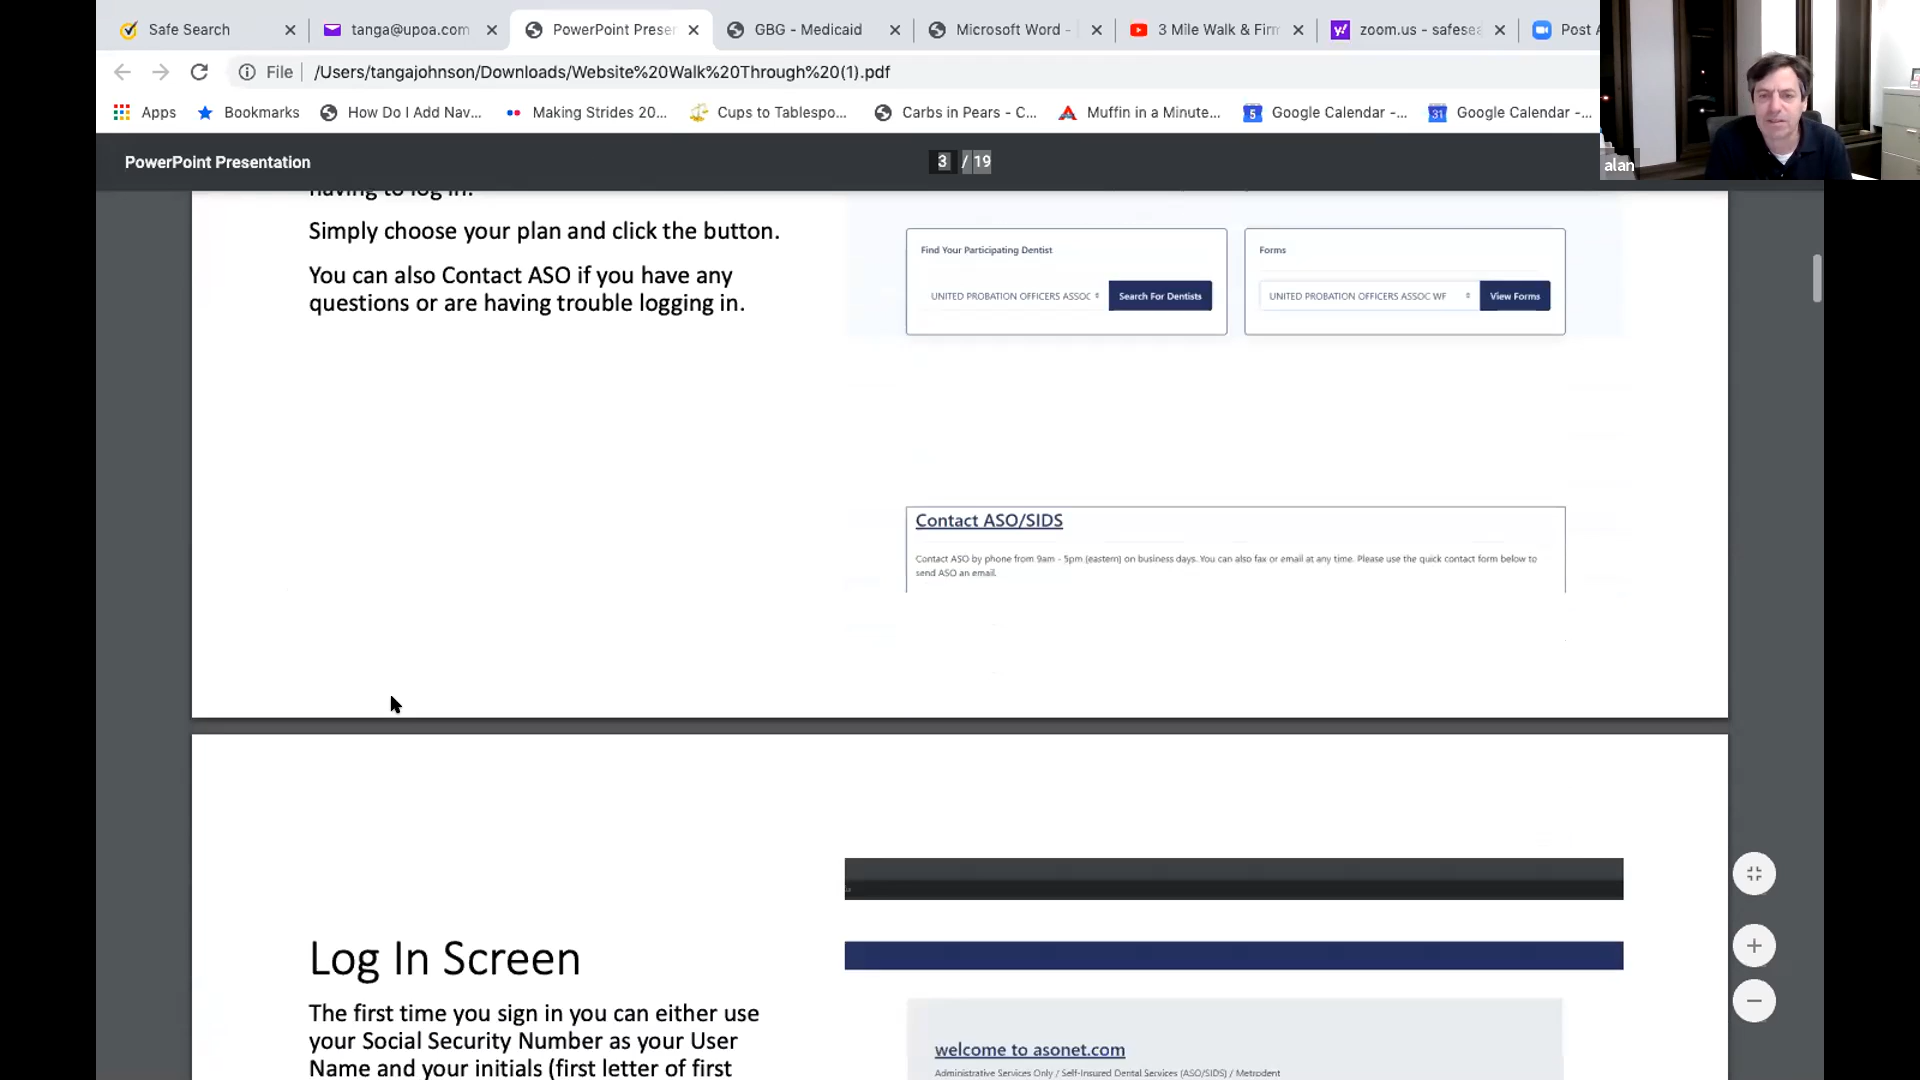 Safe Search
tanga@upoa.com
PowerPoint Preser
GBG - Medicaid
Microsoft Word -
3 Mile Walk & Firm
zoom.us - safesea
Post A
File
/Users/tangajohnson/Downloads/Website%20Walk%20Through%20(1).pdf
Apps
Bookmarks
How Do I Add Nav...
Making Strides 20...
Cups to Tablespo...
Carbs in Pears - C...
Muffin in a Minute...
5
Google Calendar -...
31
Google Calendar -...
alan
PowerPoint Presentation
3 / 19
having to log in.
Simply choose your plan and click the button.
You can also Contact ASO if you have any
questions or are having trouble logging in.
Find Your Participating Dentist
UNITED PROBATION OFFICERS ASSOC
Search For Dentists
Forms
UNITED PROBATION OFFICERS ASSOC WF
View Forms
Contact ASO/SIDS
Contact ASO by phone from 9am - 5pm (eastern) on business days. You can also fax or email at any time. Please use the quick contact form below to
send ASO an email.
Log In Screen
The first time you sign in you can either use
your Social Security Number as your User
Name and your initials (first letter of first
welcome to asonet.com
Administrative Services Only / Self-Insured Dental Services (ASO/SIDS) / Metrodent